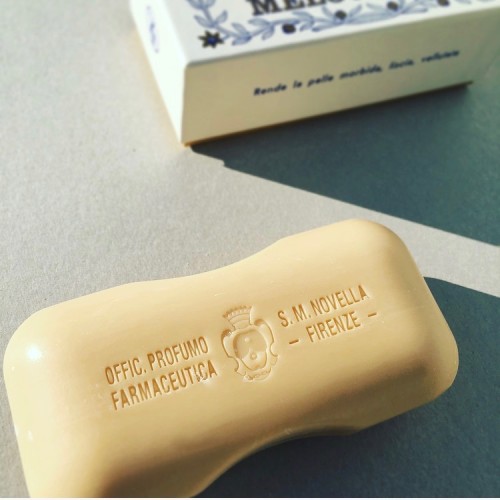 Rende la pelle morbida, liscia, vellutata
OFFIC. PROFUMO
FARMACEUTICA
S. M. NOVELLA
– FIRENZE –